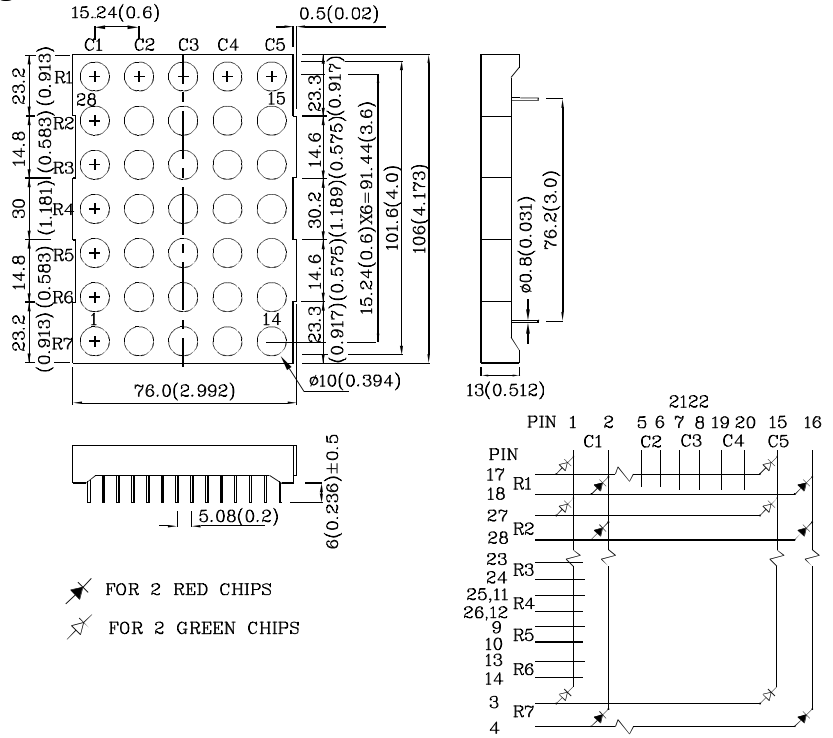 15.24(0.6)
0.5(0.02)
C1 C2 C3 C4 C5
R1
28 15
R2
R3
R4
R5
R6
1 14
R7
23.2 (0.913)
14.8 (0.583)
30 (1.181)
14.8 (0.583)
23.2 (0.913)
23.3 (0.917)
14.6 (0.575)
30.2 (1.189)
14.6 (0.575)
23.3 (0.917)
15.24(0.6)X6=91.44(3.6)
101.6(4.0)
106(4.173)
76.0(2.992)
ø10(0.394)
ø0.8(0.031)
76.2(3.0)
13(0.512)
5.08(0.2)
6(0.236)±0.5
FOR 2 RED CHIPS
FOR 2 GREEN CHIPS
2122
PIN 1 2 5 6 7 8 19 20 15 16
C1 C2 C3 C4 C5
PIN
17
R1
18
27
R2
28
23
R3
24
25,11
R4
26,12
9
R5
10
13
R6
14
3
R7
4